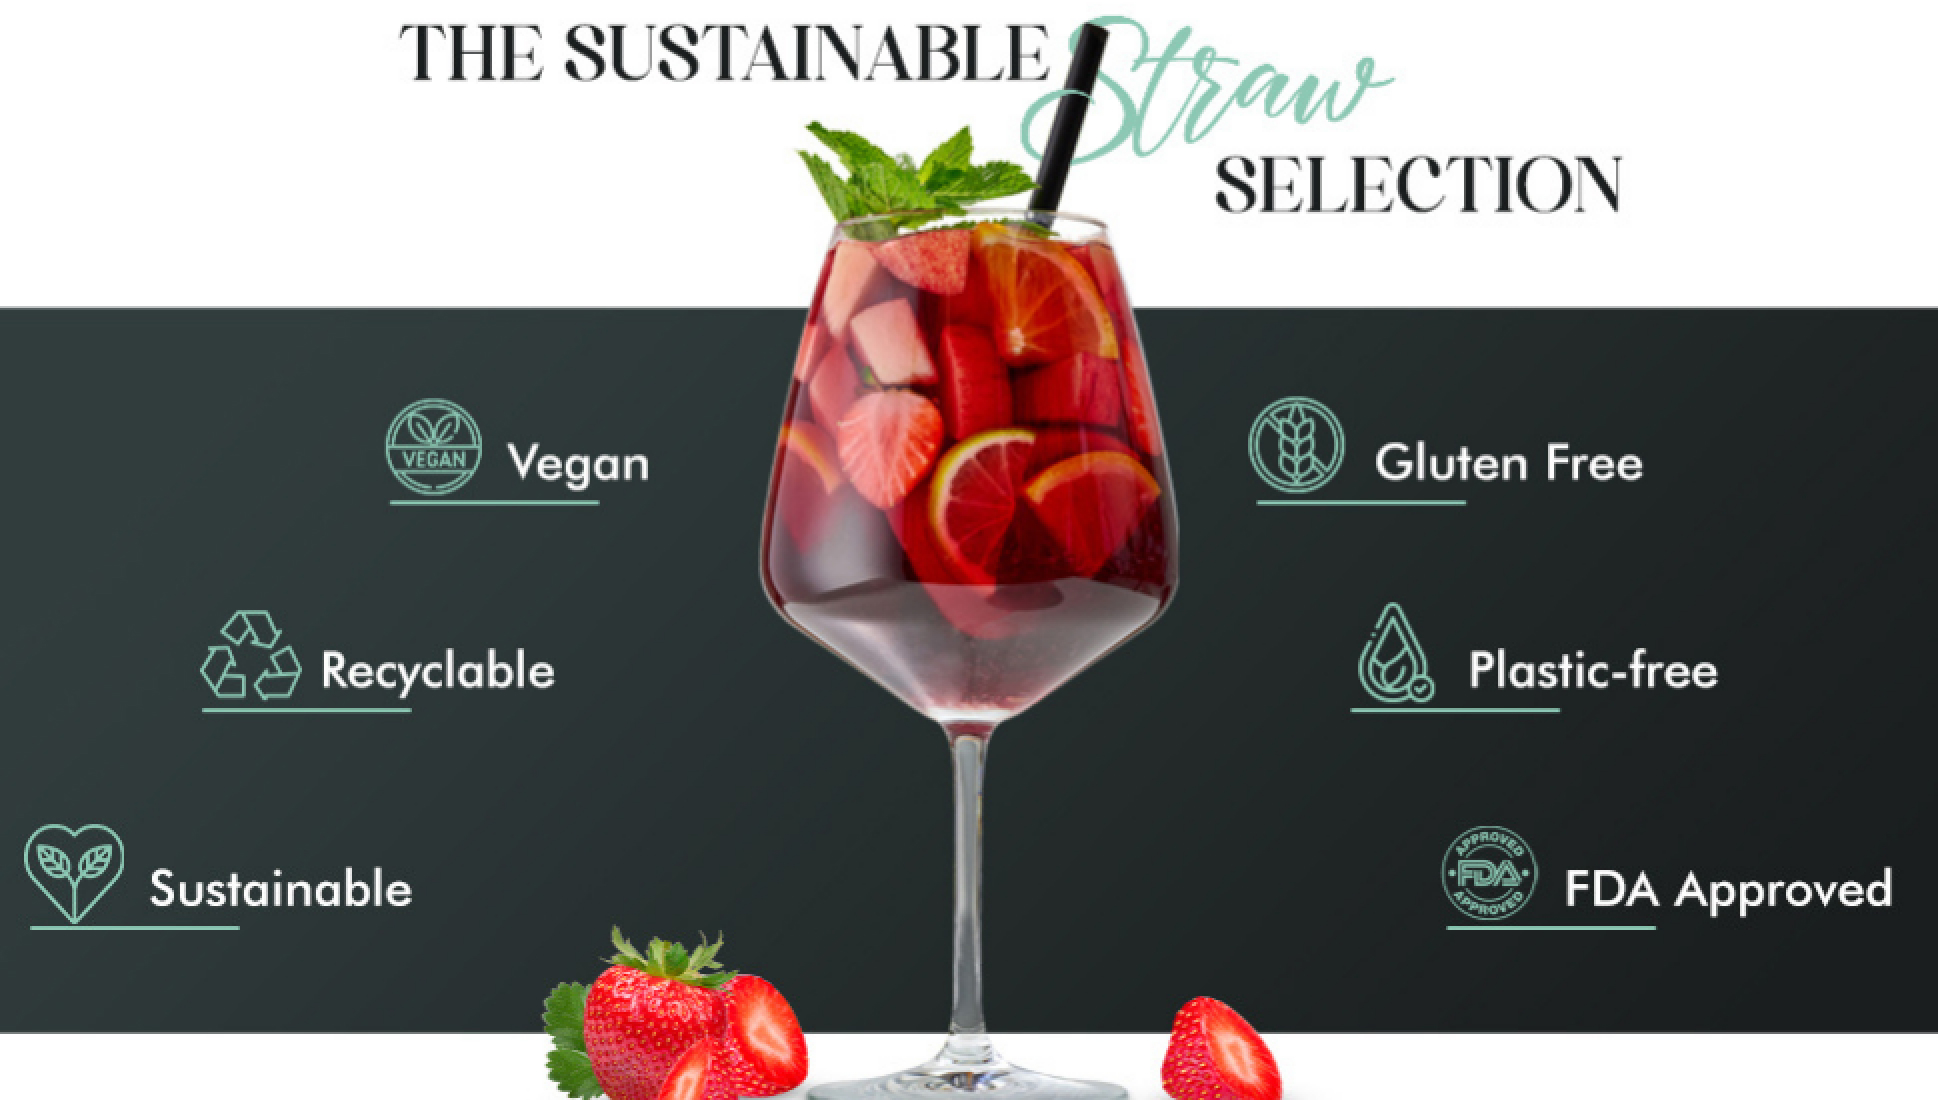 THE SUSTAINABLE Straw
SELECTION
VEGAN
Vegan
Gluten Free
Recyclable
Plastic-free
Sustainable
APPROVED
FDA
APPROVED
FDA Approved